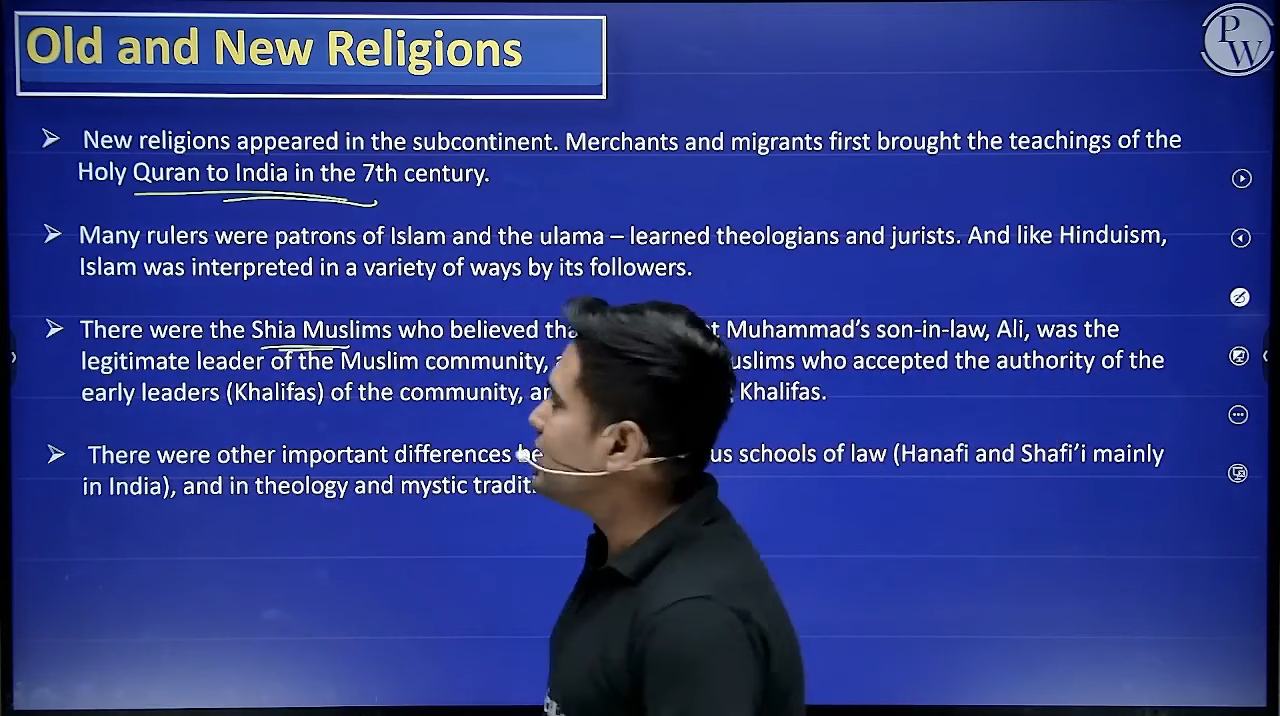 Old and New Religions
PW
➢ New religions appeared in the subcontinent. Merchants and migrants first brought the teachings of the
Holy Quran to India in the 7th century.
➢ Many rulers were patrons of Islam and the ulama – learned theologians and jurists. And like Hinduism,
Islam was interpreted in a variety of ways by its followers.
➢ There were the Shia Muslims who believed Muhammad's son-in-law, Ali, was the
legitimate leader of the Muslim community, who accepted the authority of the
early leaders (Khalifas) of the community, Khalifas.
➢ There were other important differences schools of law (Hanafi and Shafi'i mainly
in India), and in theology and mystic